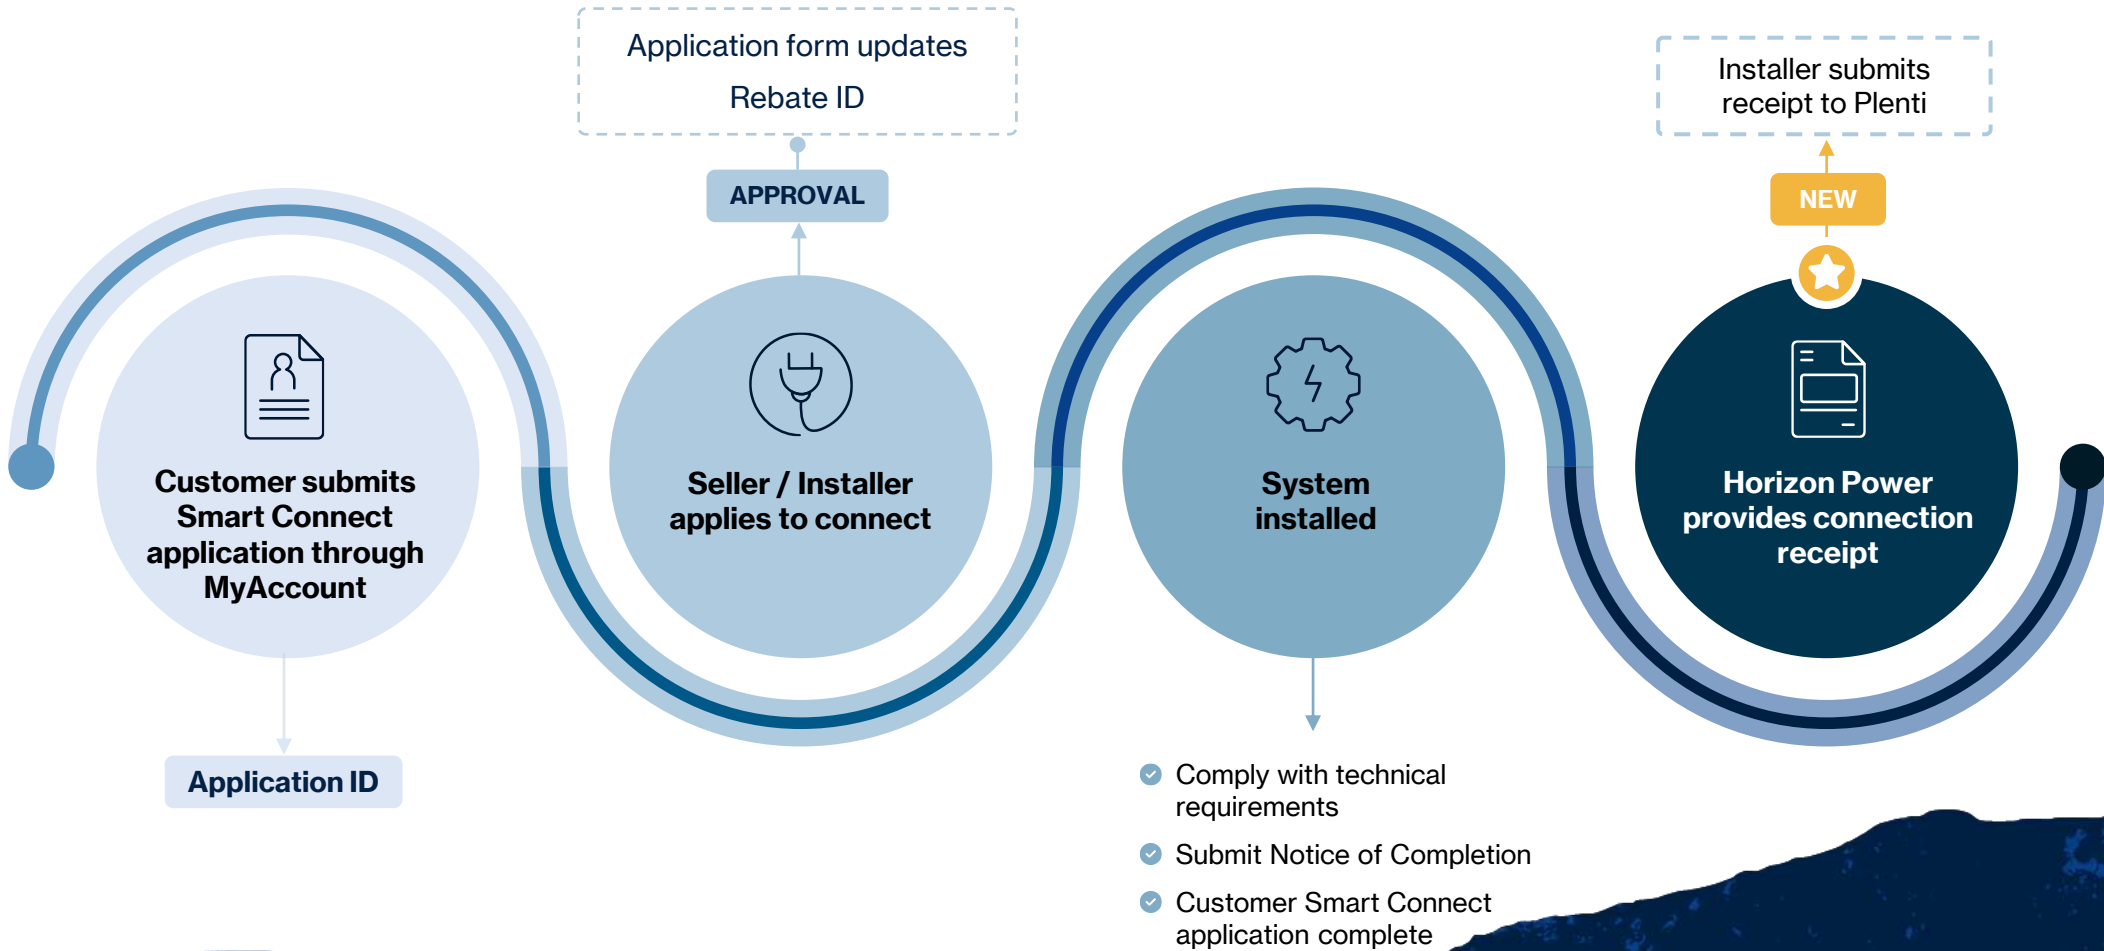 Application form updates
Rebate ID
APPROVAL
Installer submits
receipt to Plenti
NEW
Customer submits
Smart Connect
application through
MyAccount
Application ID
Seller / Installer
applies to connect
System
installed
Comply with technical
requirements
Submit Notice of Completion
Customer Smart Connect
application complete
Horizon Power
provides connection
receipt